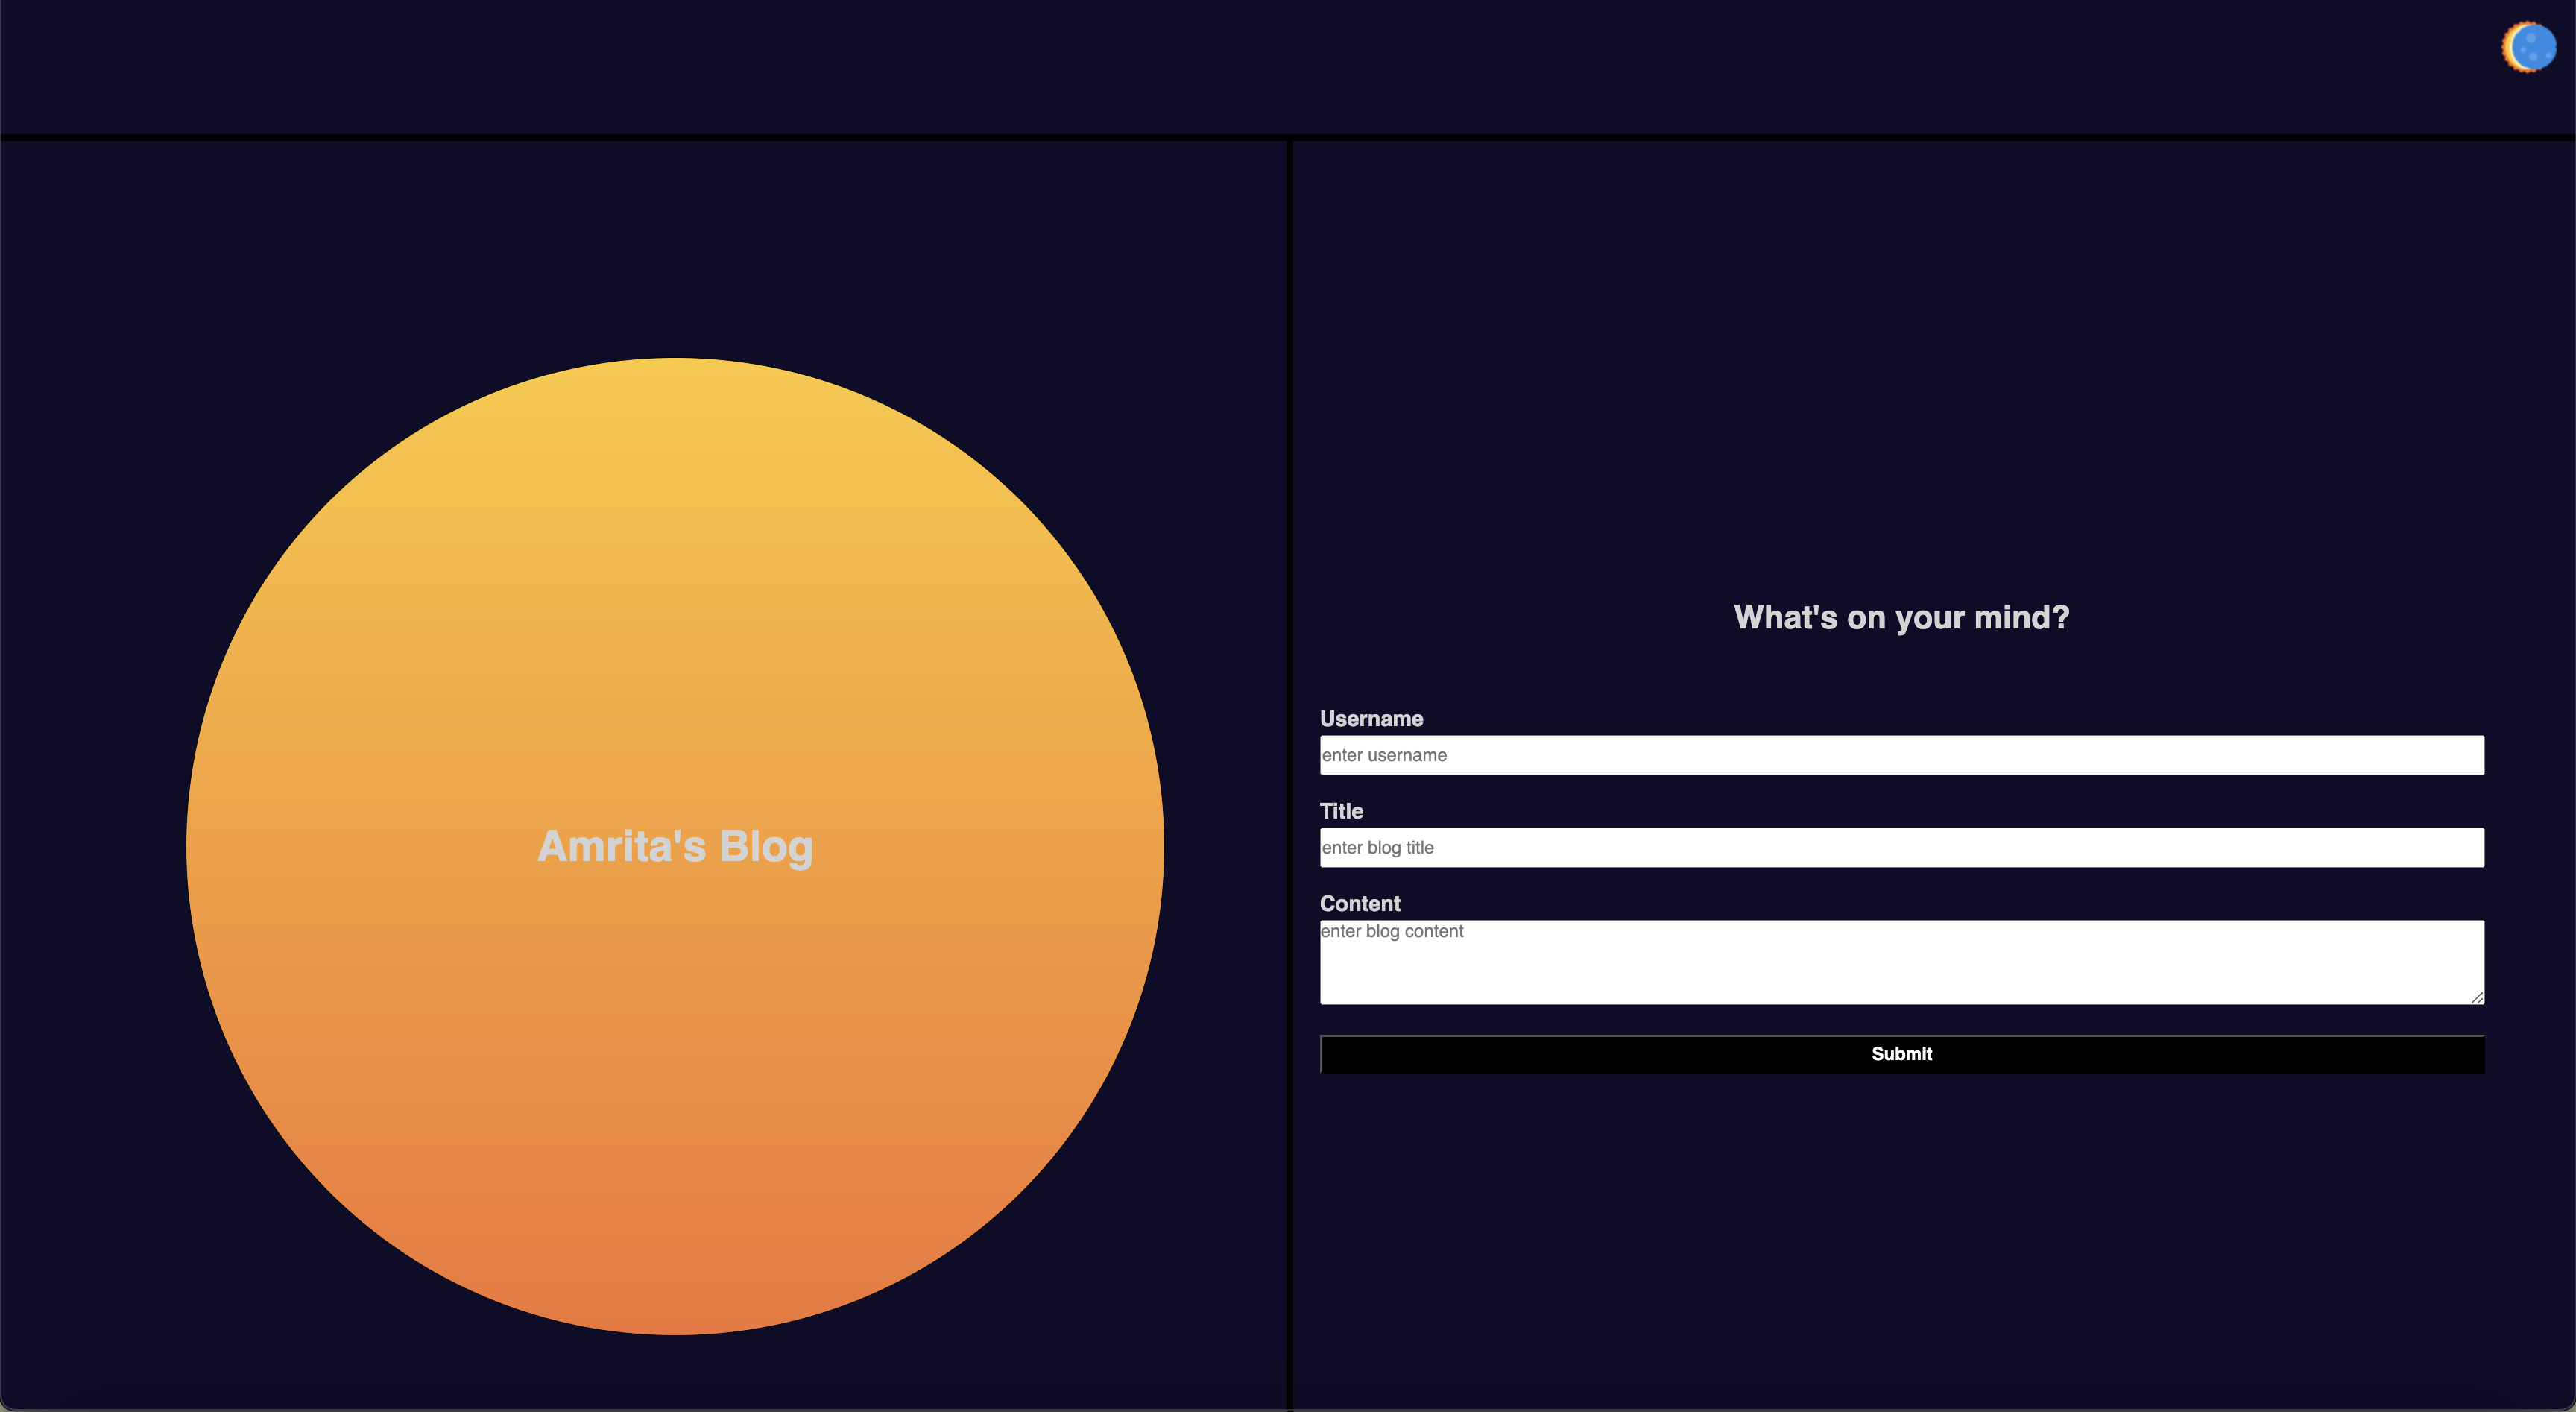 Amrita's Blog
What's on your mind?
Username
enter username
Title
enter blog title
Content
enter blog content
Submit